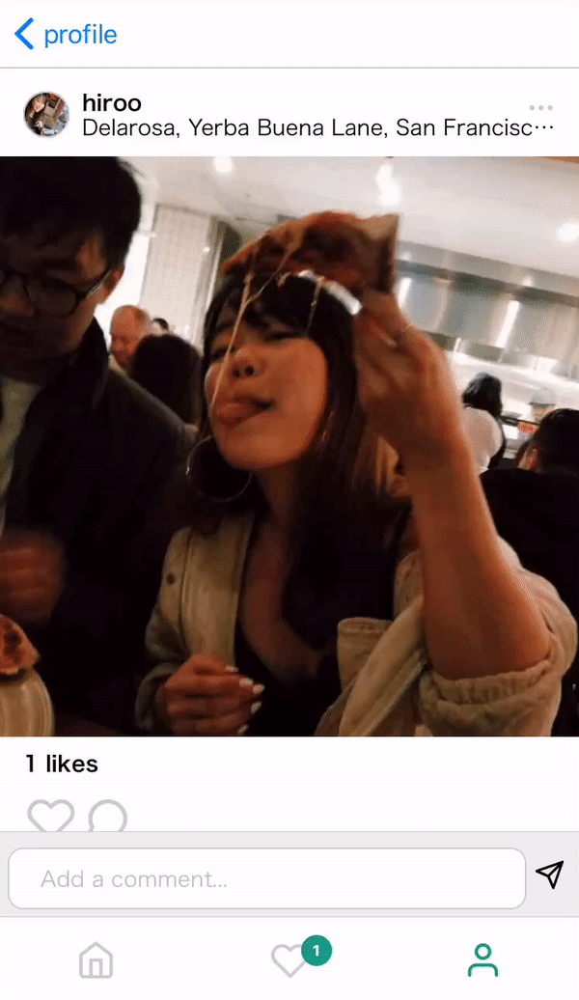 profile
hiroo
Delarosa, Yerba Buena Lane, San Francisc···
1 likes
Add a comment...
1